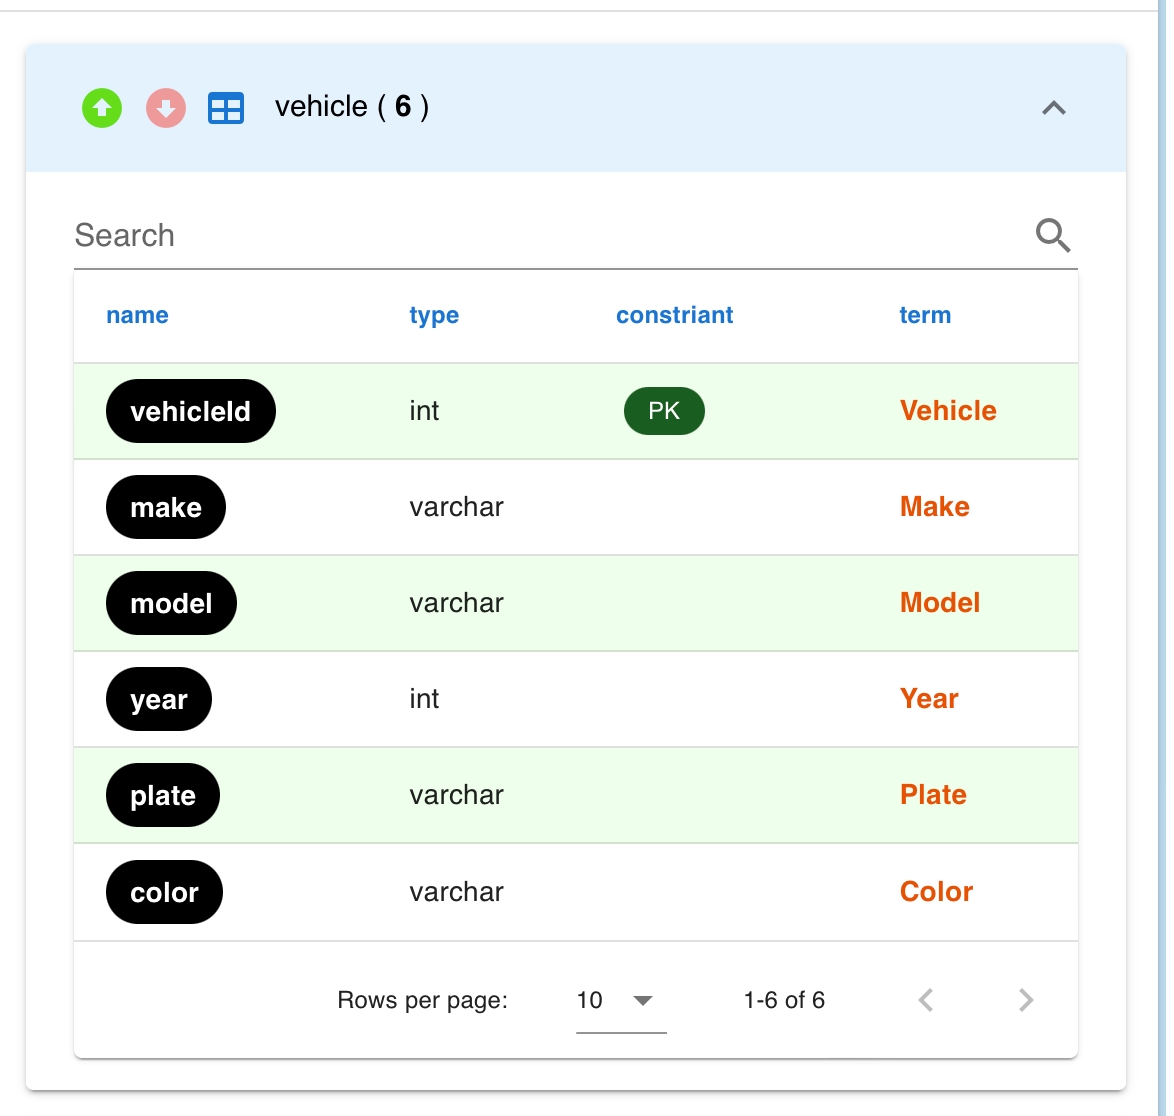 vehicle ( 6 )
Search
name type constriant term
vehicleId int PK Vehicle
make varchar Make
model varchar Model
year int Year
plate varchar Plate
color varchar Color
Rows per page: 10 1-6 of 6